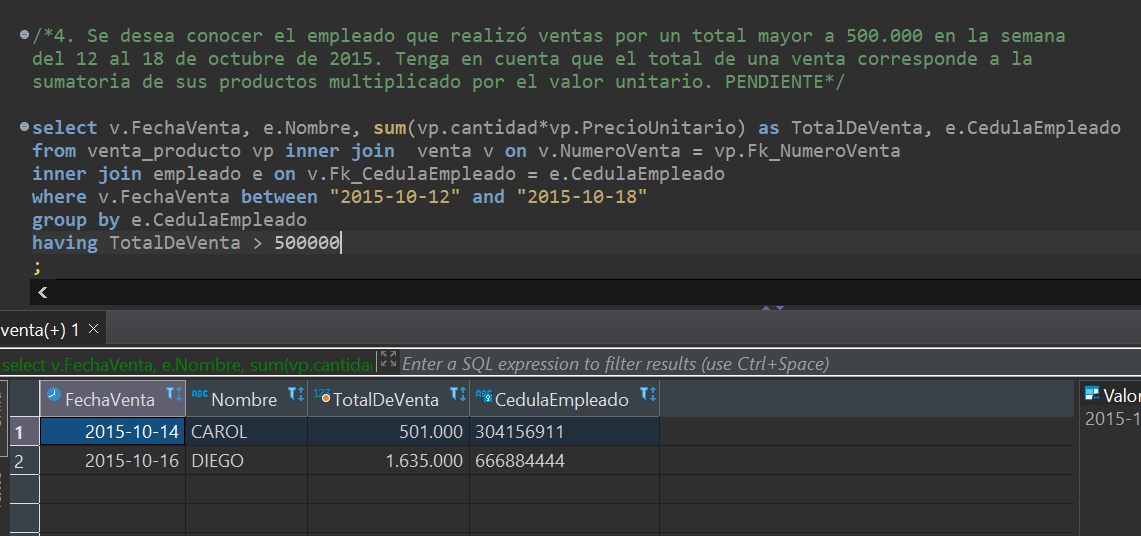 /*4. Se desea conocer el empleado que realizó ventas por un total mayor a 500.000 en la semana
del 12 al 18 de octubre de 2015. Tenga en cuenta que el total de una venta corresponde a la
sumatoria de sus productos multiplicado por el valor unitario. PENDIENTE*/
select v.FechaVenta, e.Nombre, sum(vp.cantidad*vp.PrecioUnitario) as TotalDeVenta, e.CedulaEmpleado
from venta_producto vp inner join  venta v on v.NumeroVenta = vp.Fk_NumeroVenta
inner join empleado e on v.Fk_CedulaEmpleado = e.CedulaEmpleado
where v.FechaVenta between "2015-10-12" and "2015-10-18"
group by e.CedulaEmpleado
having TotalDeVenta > 500000
;
venta(+) 1
select v.FechaVenta, e.Nombre, sum(vp.cantida Enter a SQL expression to filter results (use Ctrl+Space)
FechaVenta ABC Nombre 123 TotalDeVenta ABC CedulaEmpleado Valor
1 2015-10-14 CAROL 501.000 304156911 2015-1
2 2015-10-16 DIEGO 1.635.000 666884444